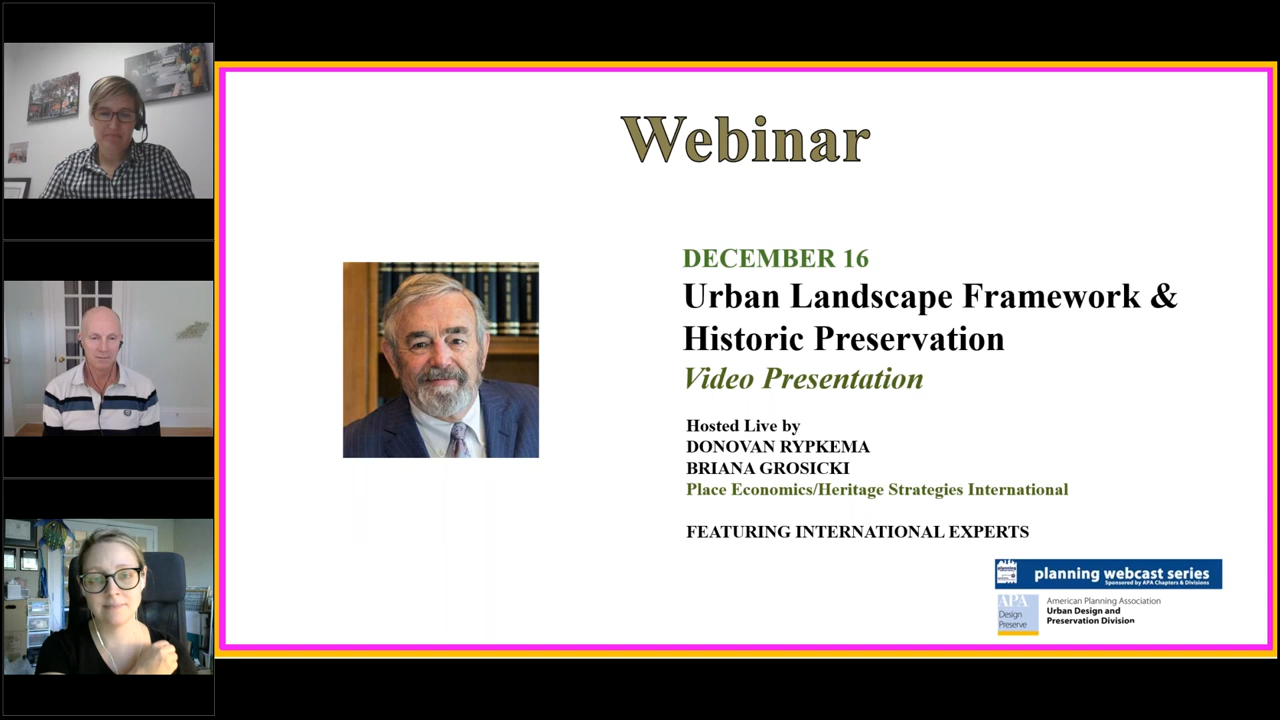 Webinar
DECEMBER 16
Urban Landscape Framework &
Historic Preservation
Video Presentation
Hosted Live by
DONOVAN RYPKEMA
BRIANA GROSICKI
Place Economics/Heritage Strategies International
FEATURING INTERNATIONAL EXPERTS
planning webcast series
Sponsored by APA Chapters & Divisions
APA
Design
Preserve
American Planning Association
Urban Design and
Preservation Division